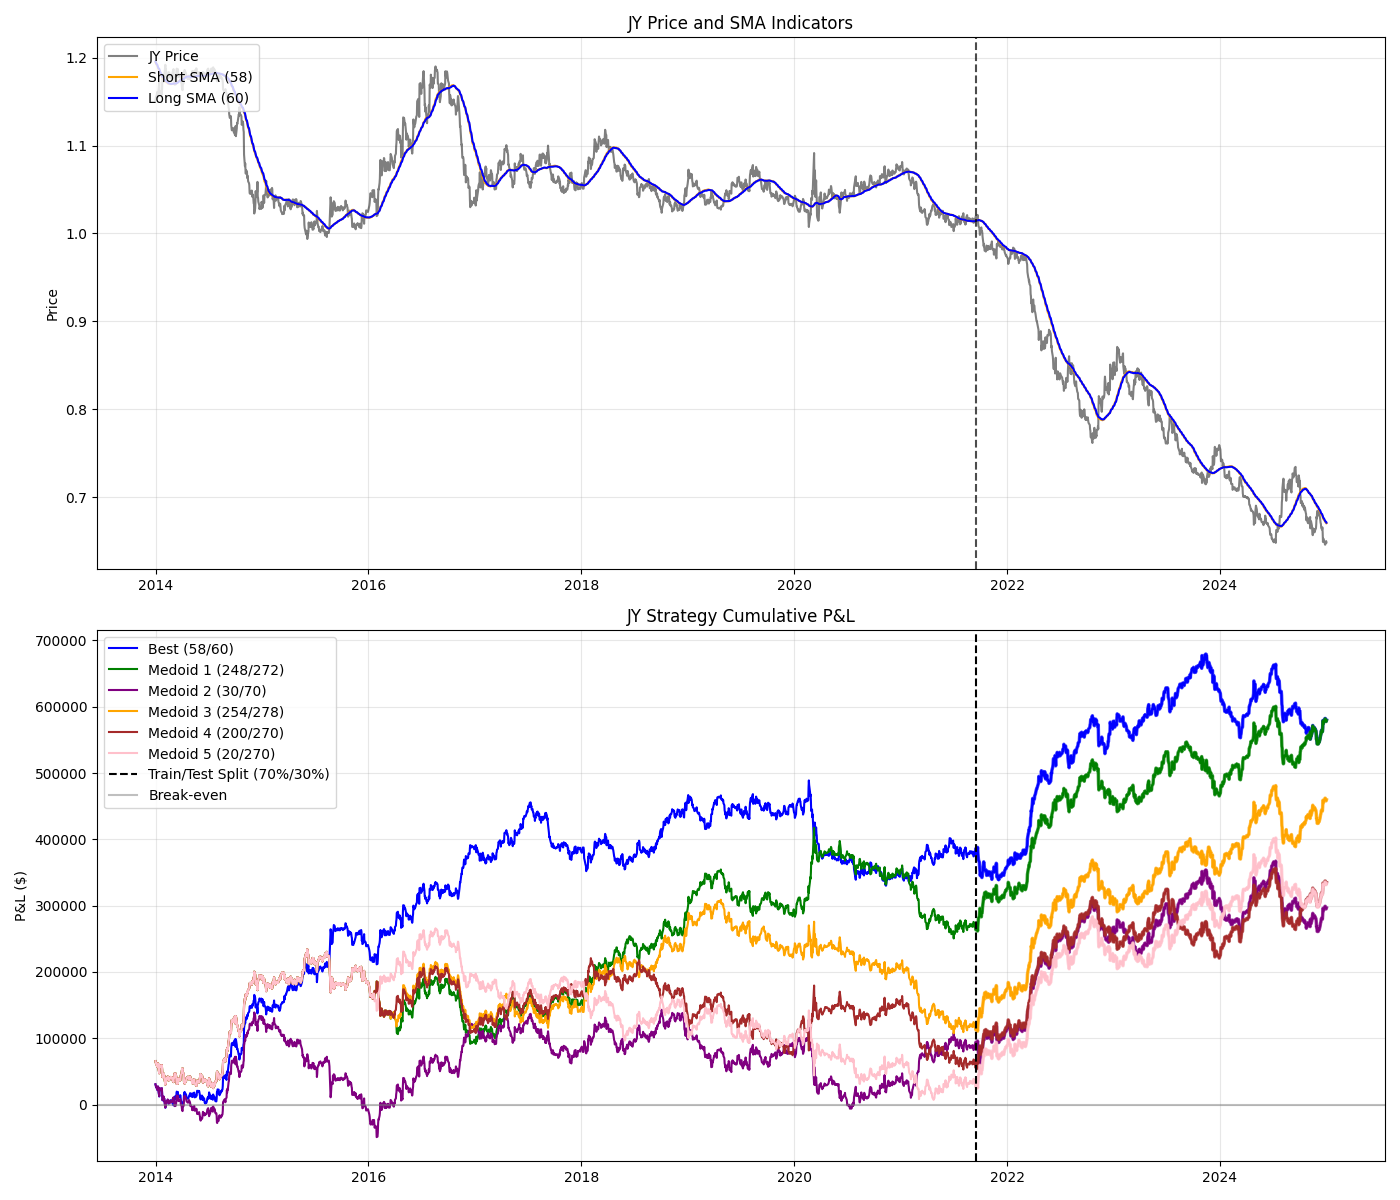 JY Price and SMA Indicators
JY Price
Short SMA (58)
Long SMA (60)
1.2
1.1
1.0
0.9
0.8
0.7
Price
2014
2016
2018
2020
2022
2024
JY Strategy Cumulative P&L
Best (58/60)
Medoid 1 (248/272)
Medoid 2 (30/70)
Medoid 3 (254/278)
Medoid 4 (200/270)
Medoid 5 (20/270)
Train/Test Split (70%/30%)
Break-even
700000
600000
500000
400000
300000
200000
100000
0
P&L ($)
2014
2016
2018
2020
2022
2024